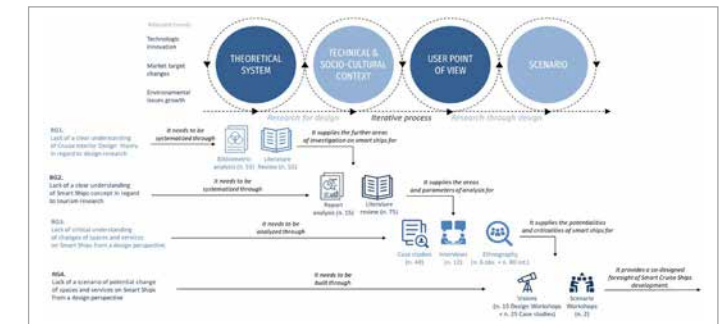 Technologic
innovation
Market target
changes
Environmental
issues growth
THEORETICAL
SYSTEM
TECHNICAL &
SOCIO-CULTURAL
CONTEXT
USER POINT
OF VIEW
SCENARIO
Research for design
Iterative process
Research through design
RG1.
Lack of a clear understanding
of Cruise Interior Design theory
in regard to design research
It needs to be
systematized through
Bibliometric
analysis
Literature
Review
It supplies the further areas
of investigation on smart ships for
RG2.
Lack of a clear understanding
of Smart Ships concept in regard
to tourism research
It needs to be
systematized through
Report
analysis (n. 15)
Literature
review (n. 75)
It supplies the areas
and parameters of analysis for
RG3.
Lack of critical understanding
of changes of spaces and services
on Smart Ships from a design perspective
It needs to be
analyzed through
Case studies
Interviews
(n. 12)
Ethnography
It supplies the potentialities
and criticalities of smart ships for
RG4.
Lack of a scenario of potential change
of spaces and services on Smart Ships
from a design perspective
It needs to be
built through
Visions
(n. 15 Design Workshops
+ n. 25 Case studies)
Scenario
Workshops
(n. 2)
It provides a co-designed
foresight of Smart Cruise Ships
development